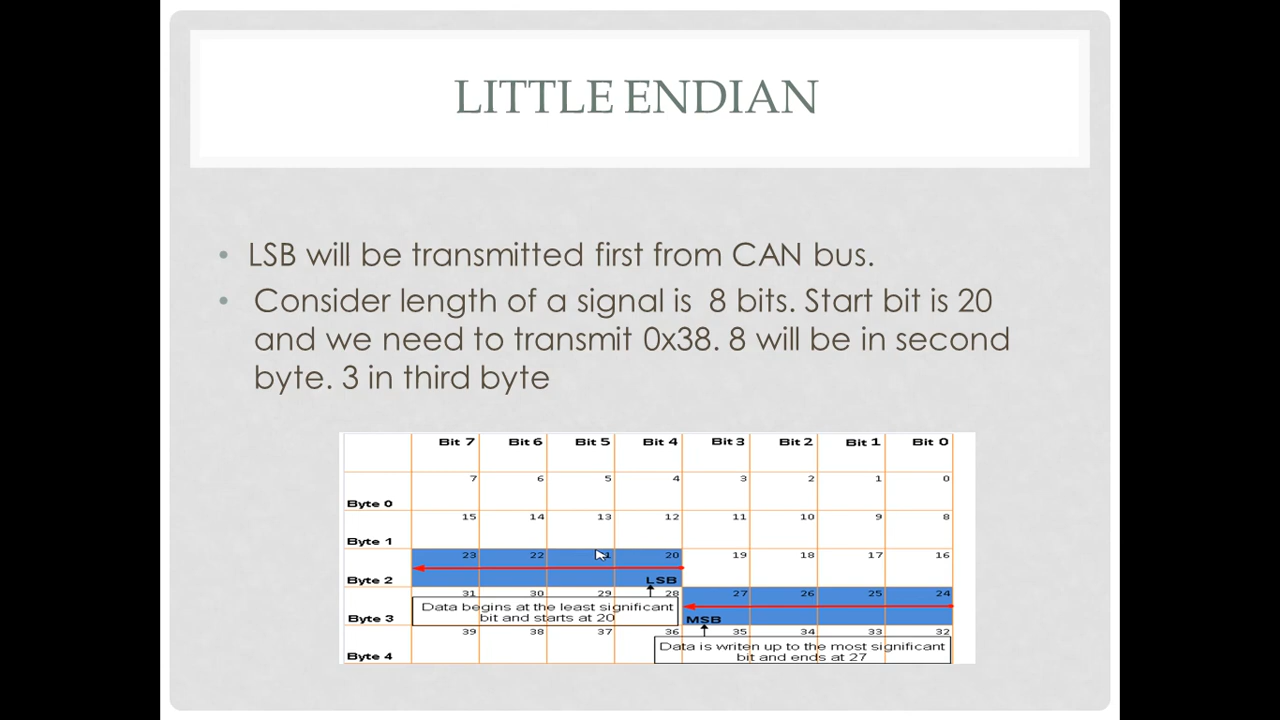 LITTLE ENDIAN
• LSB will be transmitted first from CAN bus.
• Consider length of a signal is 8 bits. Start bit is 20
and we need to transmit 0x38. 8 will be in second
byte. 3 in third byte
Bit 7 Bit 6 Bit 5 Bit 4 Bit 3 Bit 2 Bit 1 Bit 0
7 6 5 4 3 2 1 0
Byte 0
15 14 13 12 11 10 9 8
Byte 1
23 22 1 20 19 18 17 16
Byte 2 LSB
31 30 29 28 27 26 25 24
Data begins at the least significant
bit and starts at 20
Byte 3 MSB
39 38 37 36 35 34 33 32
Data is writen up to the most significant
bit and ends at 27
Byte 4